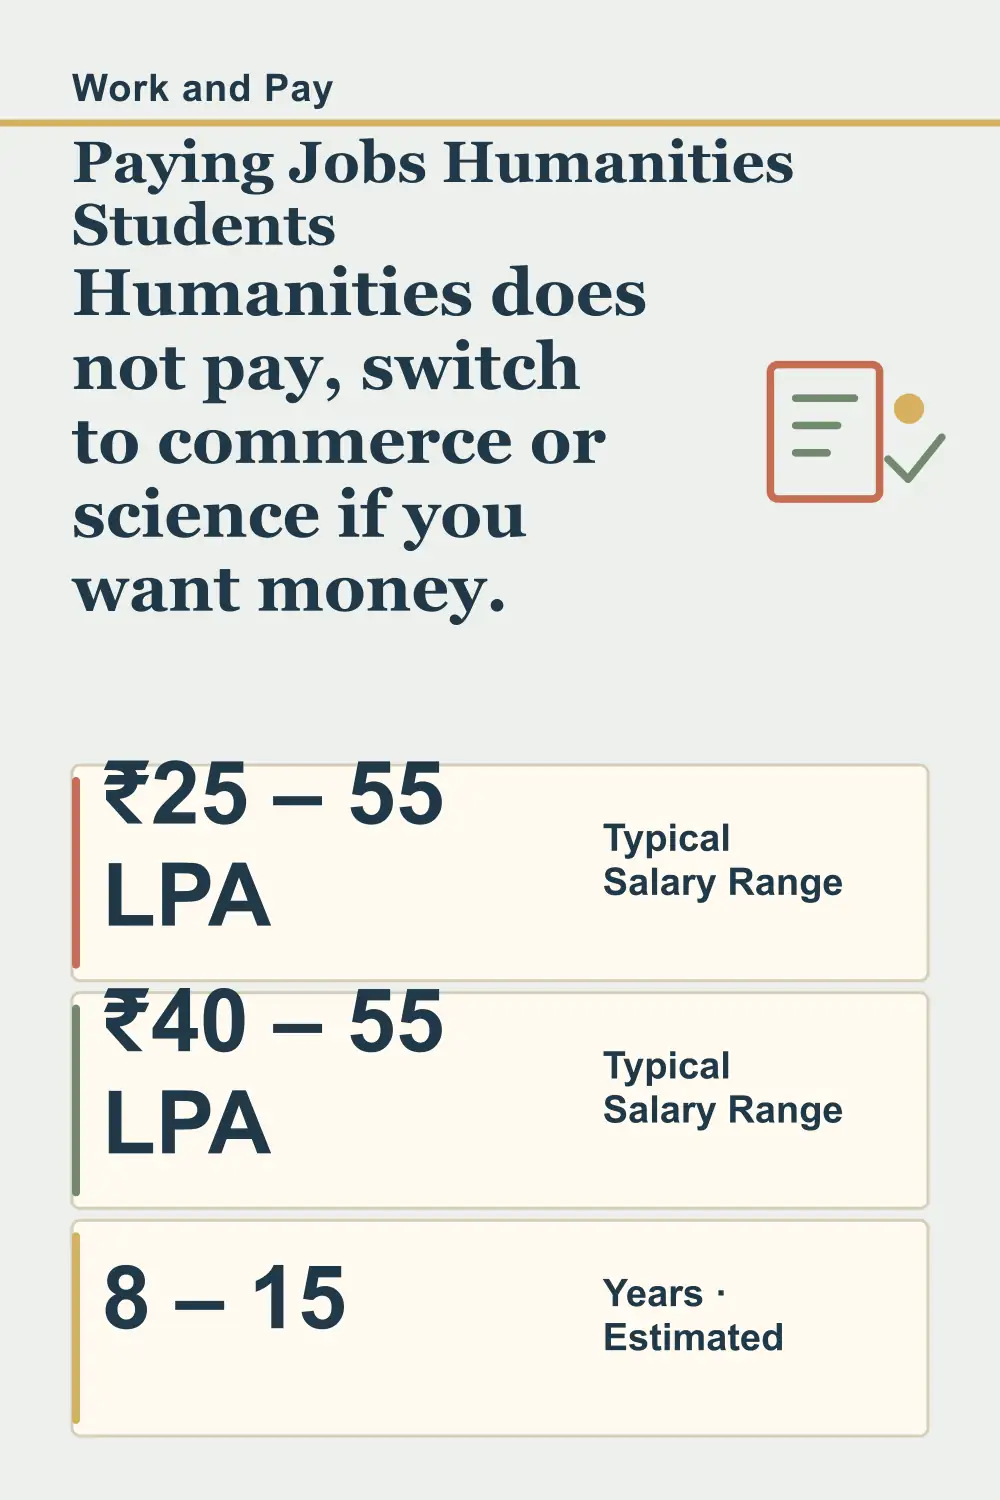 Work and Pay
Paying Jobs Humanities
Students
Humanities does
not pay, switch
to commerce or
science if you
want money.
₹25 – 55
LPA
Typical
Salary Range
₹40 – 55
LPA
Typical
Salary Range
8 – 15
Years ·
Estimated